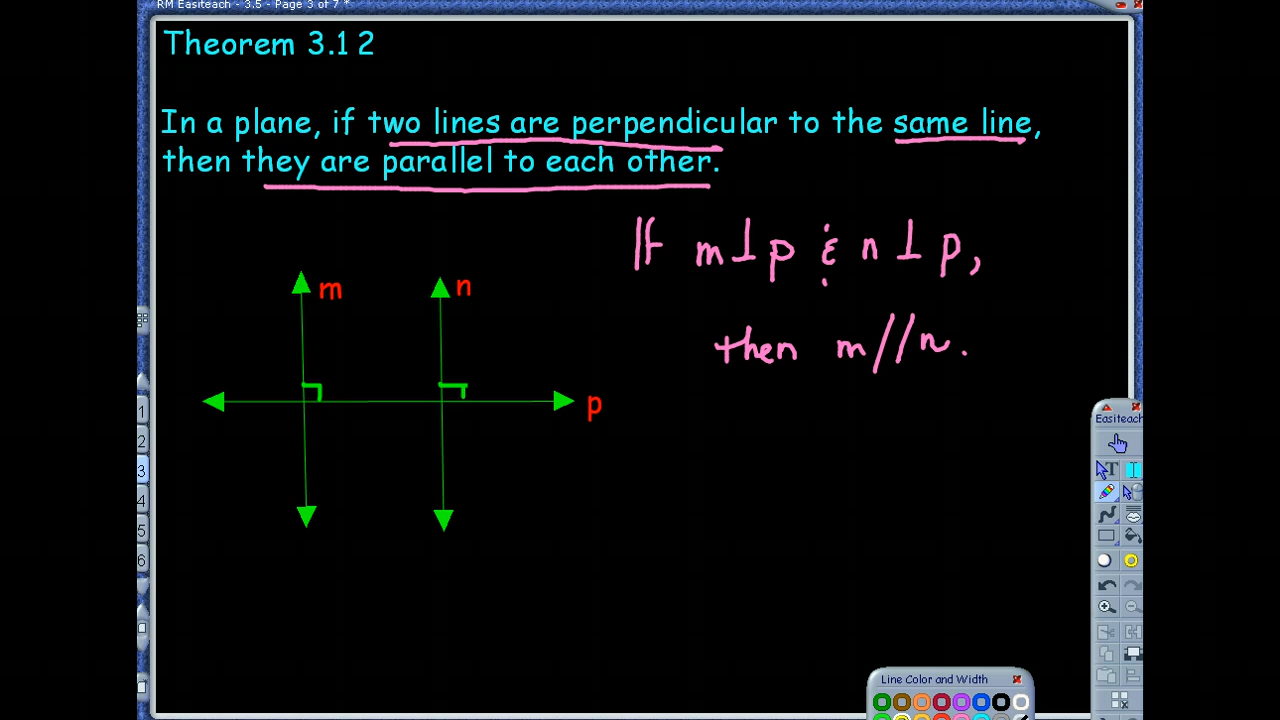 RM Easiteach - 3.5 - Page 3 of 7 *
Theorem 3.12
In a plane, if two lines are perpendicular to the same line,
then they are parallel to each other.
If m⊥p & n⊥p,
then m//n.
m
n
p
1
2
3
4
5
6
Easiteach
T
Line Color and Width